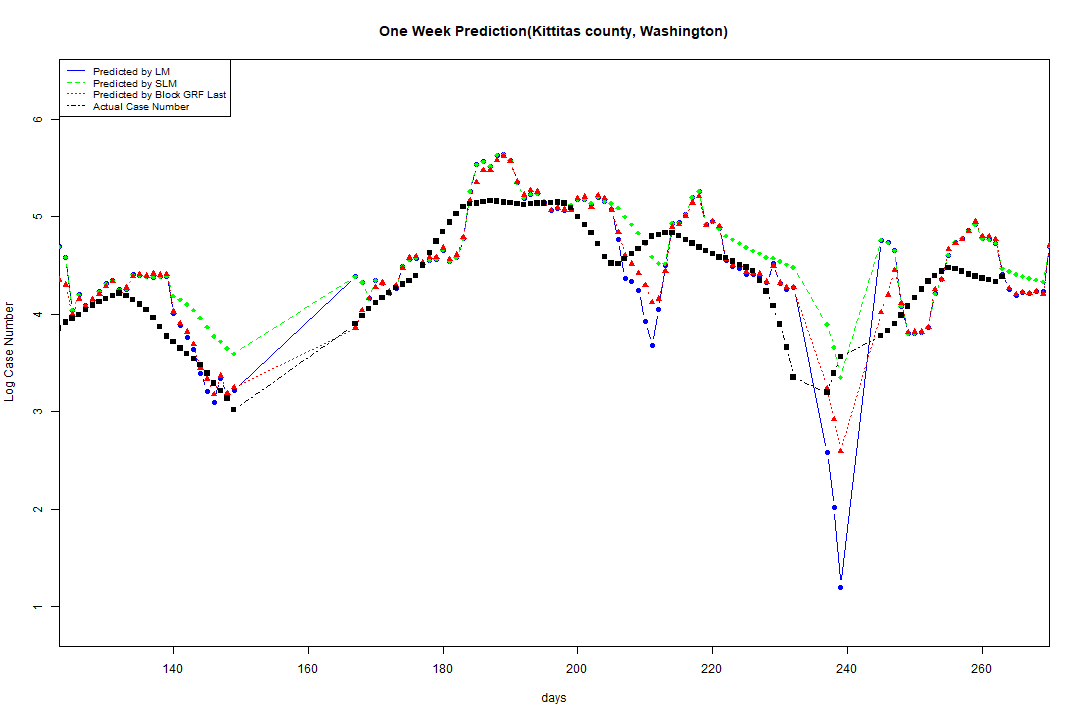 One Week Prediction(Kittitas county, Washington)
Predicted by LM
Predicted by SLM
Predicted by Block GRF Last
Actual Case Number
Log Case Number
6
5
4
3
2
1
140 160 180 200 220 240 260
days